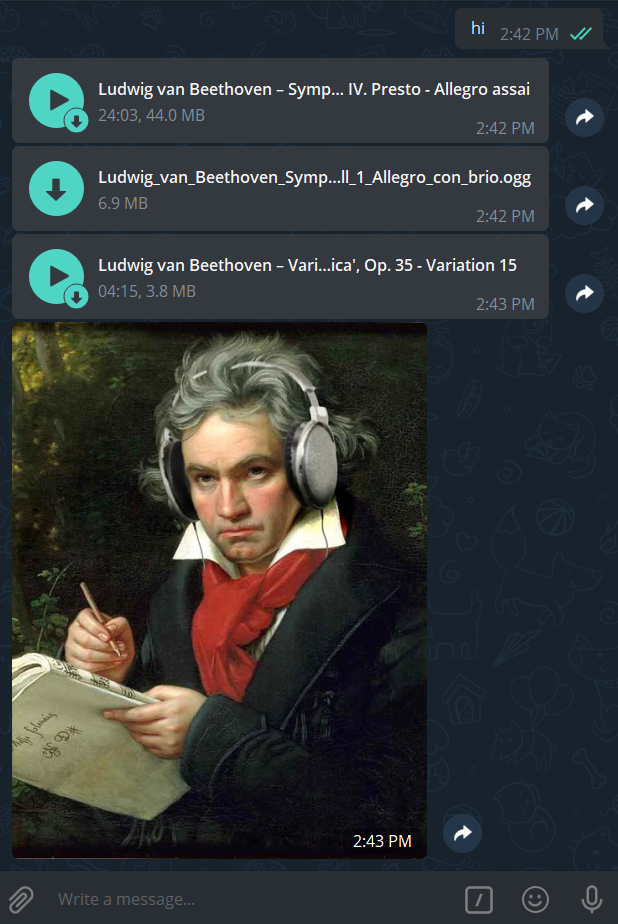 hi
2:42 PM
Ludwig van Beethoven – Symp... IV. Presto - Allegro assai
24:03, 44.0 MB
2:42 PM
Ludwig_van_Beethoven_Symp...ll_1_Allegro_con_brio.ogg
6.9 MB
2:42 PM
Ludwig van Beethoven – Vari...ica', Op. 35 - Variation 15
04:15, 3.8 MB
2:43 PM
2:43 PM
Write a message...